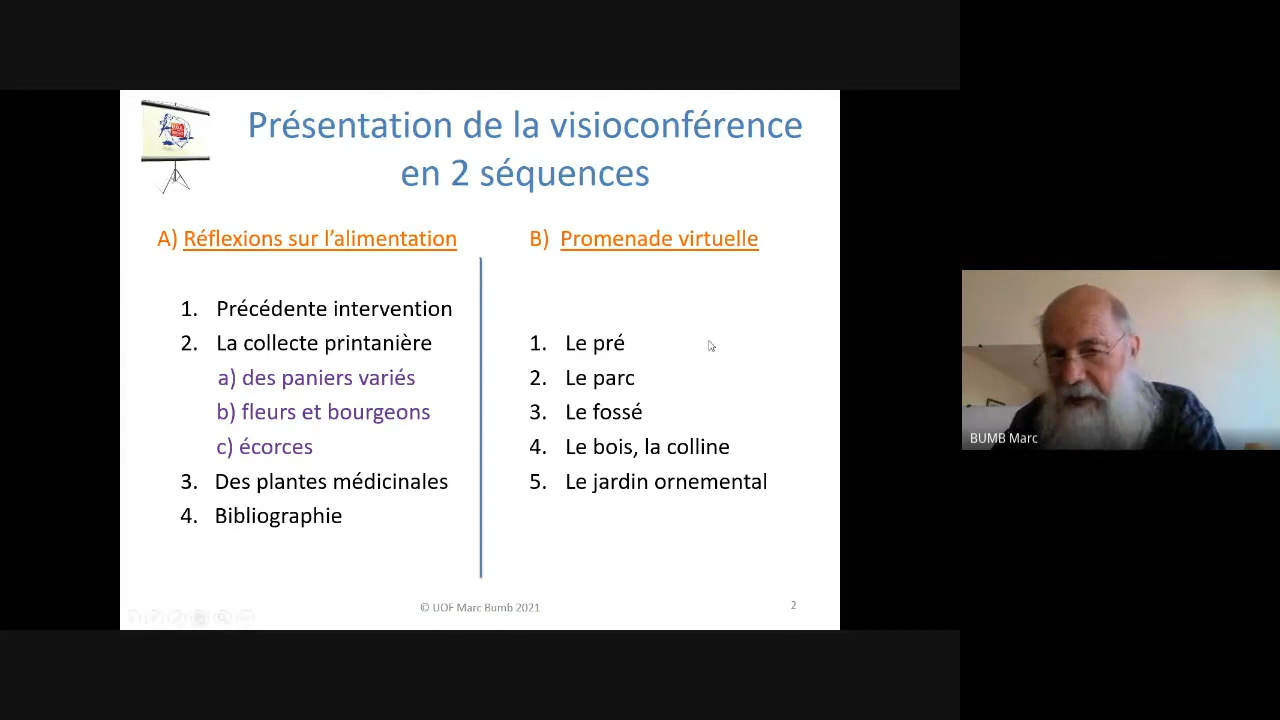 Présentation de la visioconférence
en 2 séquences
A) Réflexions sur l’alimentation
1. Précédente intervention
2. La collecte printanière
a) des paniers variés
b) fleurs et bourgeons
c) écorces
3. Des plantes médicinales
4. Bibliographie
B) Promenade virtuelle
1. Le pré
2. Le parc
3. Le fossé
4. Le bois, la colline
5. Le jardin ornemental
© UOF Marc Bumb 2021
2
BUMB Marc